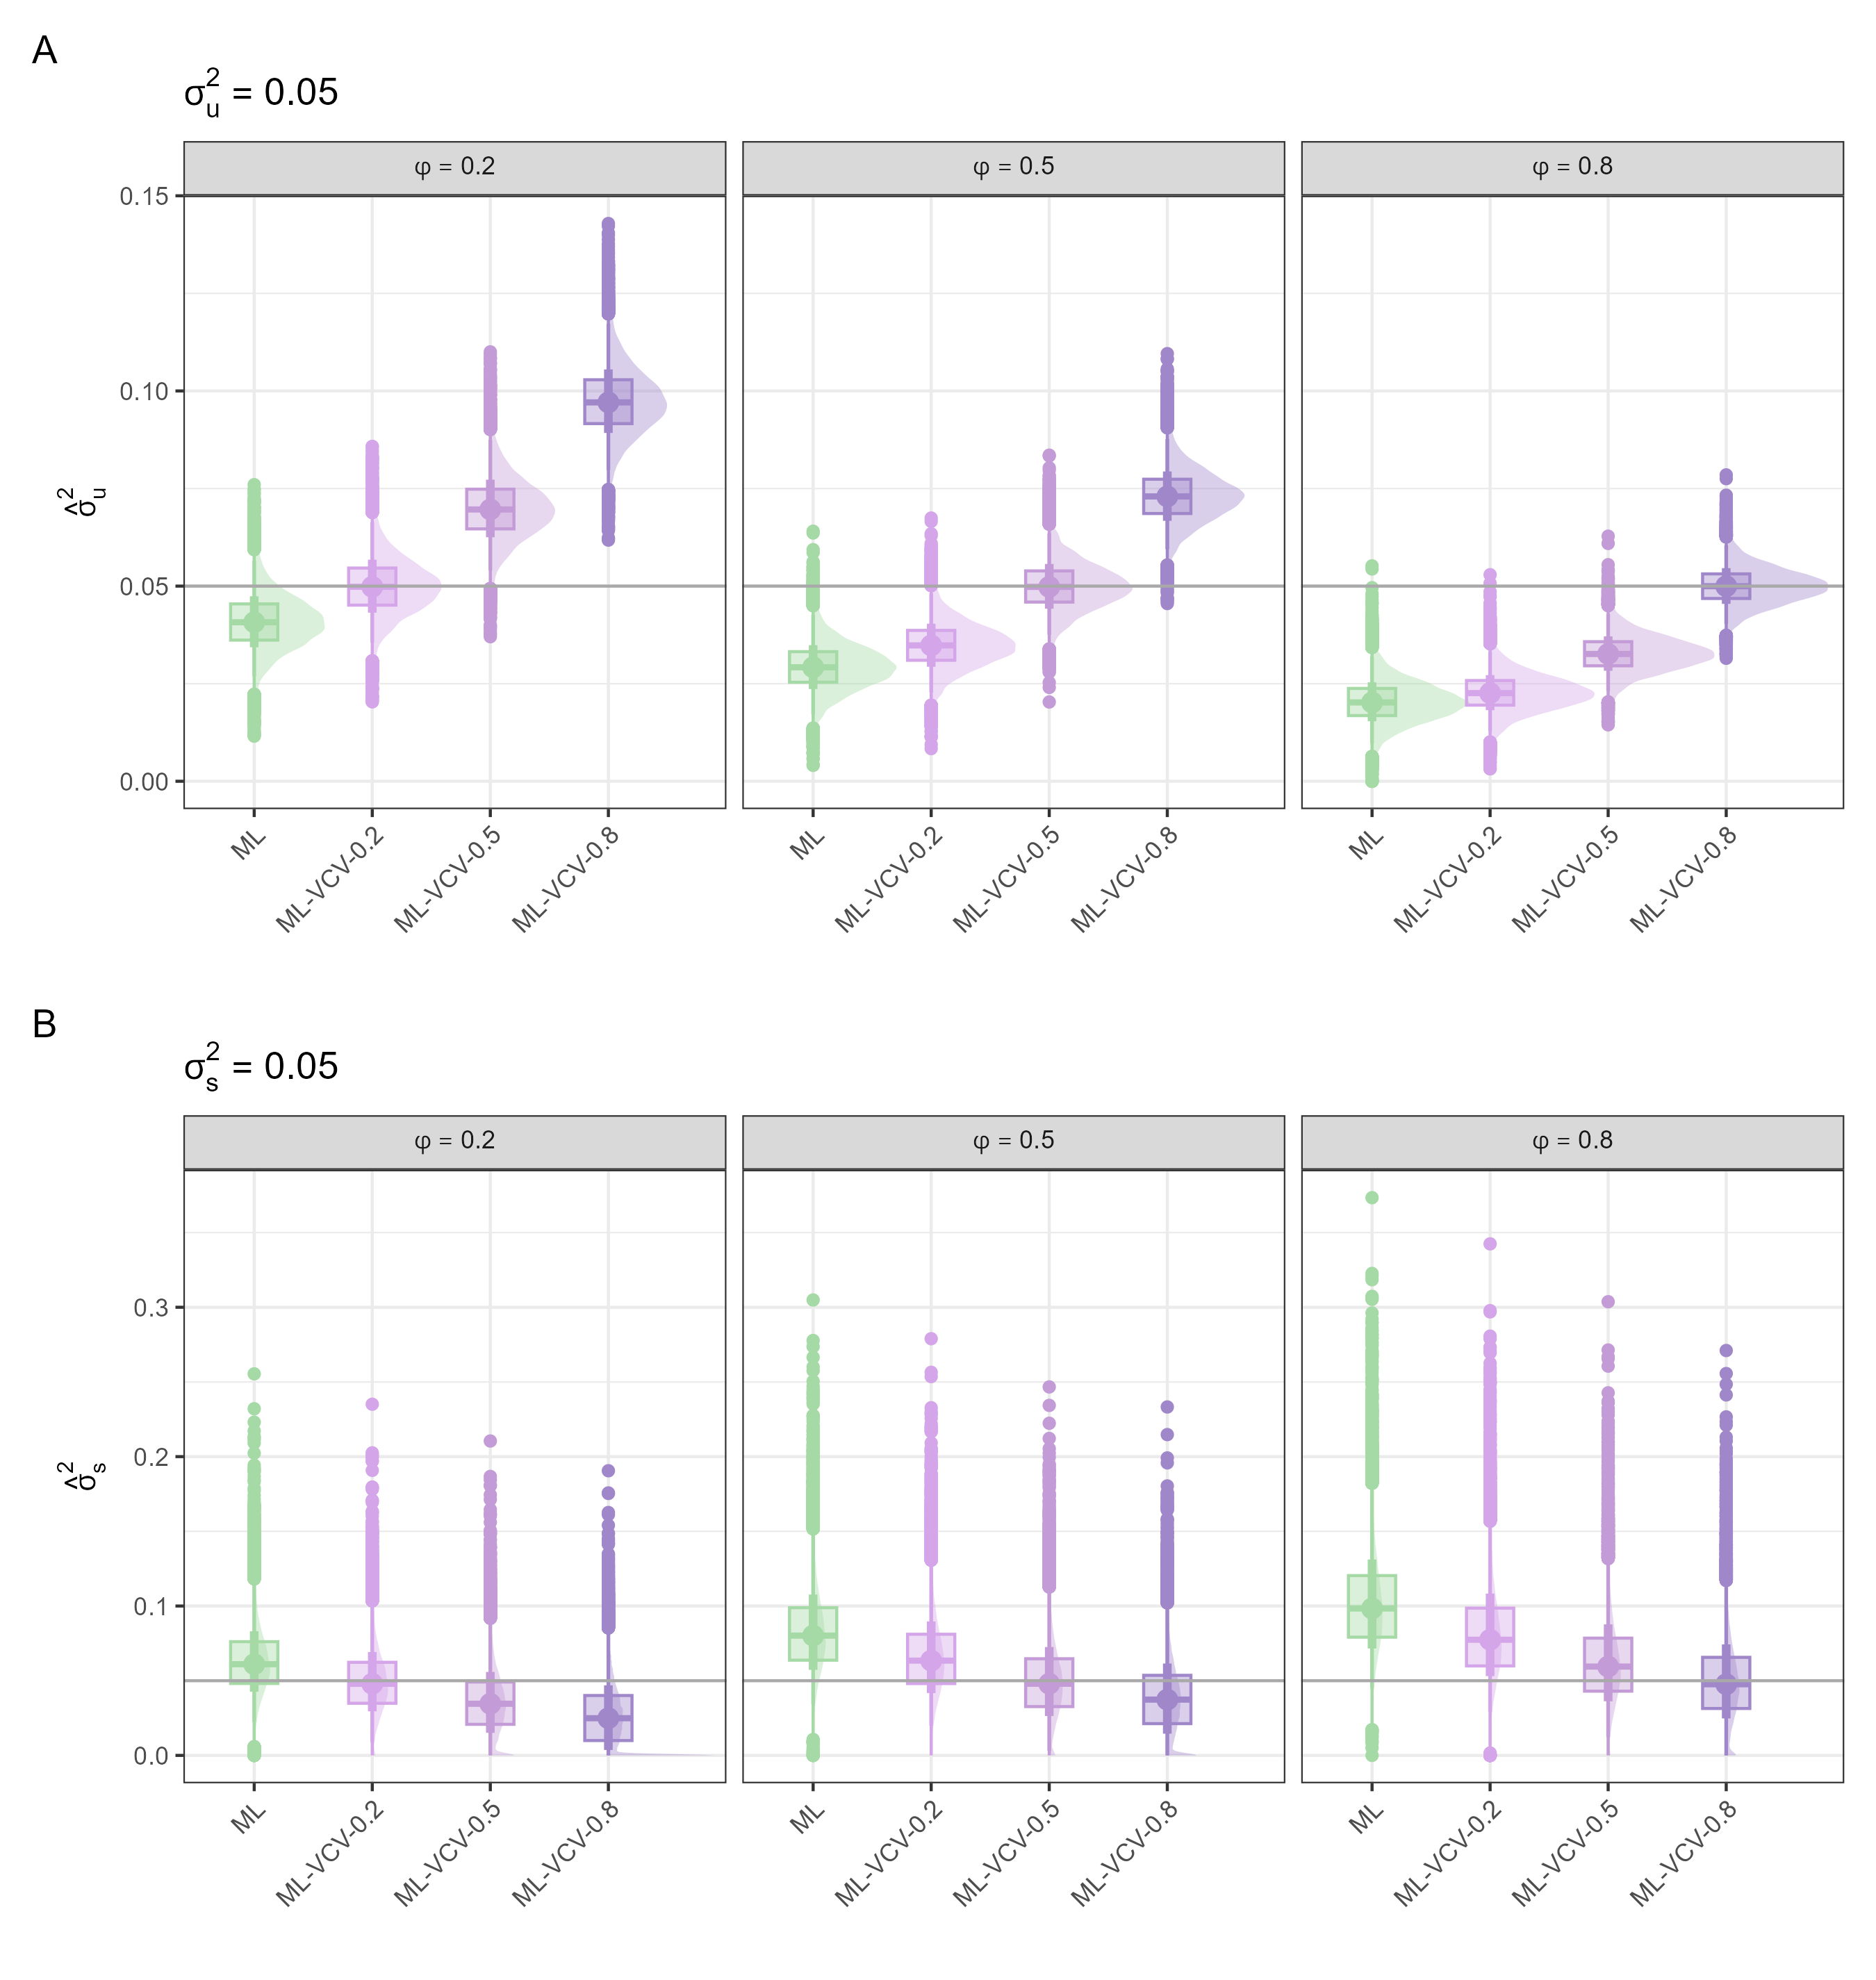 A
σ²ᵤ = 0.05
φ = 0.2 φ = 0.5 φ = 0.8
0.15
0.10
0.05
0.00
σ̂²ᵤ
ML ML-VCV-0.2 ML-VCV-0.5 ML-VCV-0.8 ML ML-VCV-0.2 ML-VCV-0.5 ML-VCV-0.8 ML ML-VCV-0.2 ML-VCV-0.5 ML-VCV-0.8
B
σ²ₛ = 0.05
φ = 0.2 φ = 0.5 φ = 0.8
0.3
0.2
0.1
0.0
σ̂²ₛ
ML ML-VCV-0.2 ML-VCV-0.5 ML-VCV-0.8 ML ML-VCV-0.2 ML-VCV-0.5 ML-VCV-0.8 ML ML-VCV-0.2 ML-VCV-0.5 ML-VCV-0.8